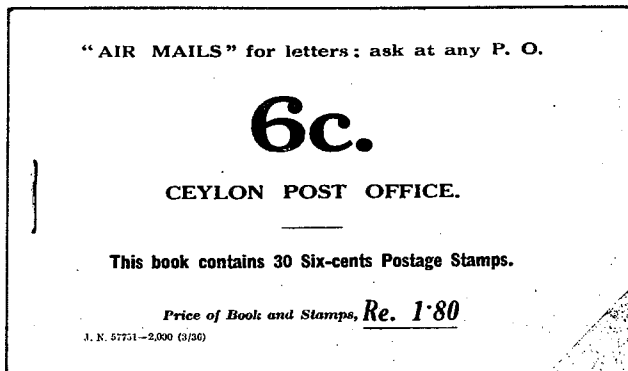 "AIR MAILS" for letters; ask at any P. O.
6c.
CEYLON POST OFFICE.
This book contains 30 Six-cents Postage Stamps.
Price of Book and Stamps, Re. 1·80
J. N. 57751—2,000 (3/30)